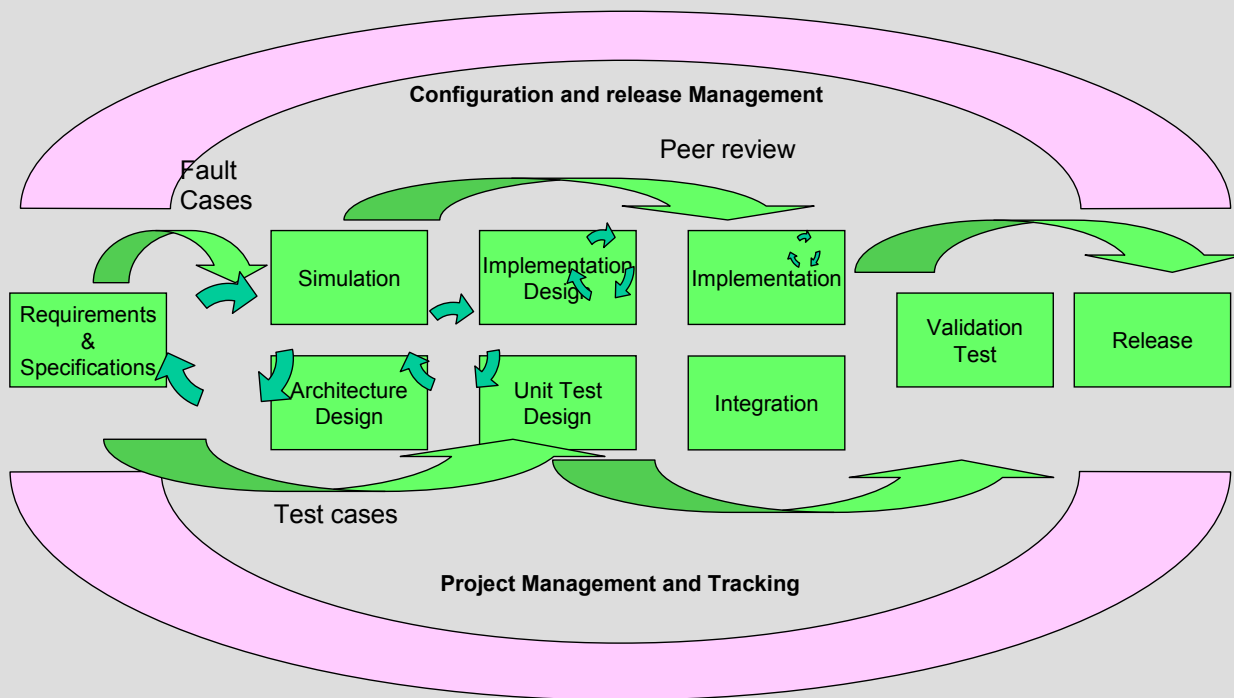 Configuration and release Management
Peer review
Fault
Cases
Simulation
Implementation
Design
Implementation
Requirements
&
Specifications
Validation
Test
Release
Architecture
Design
Unit Test
Design
Integration
Test cases
Project Management and Tracking